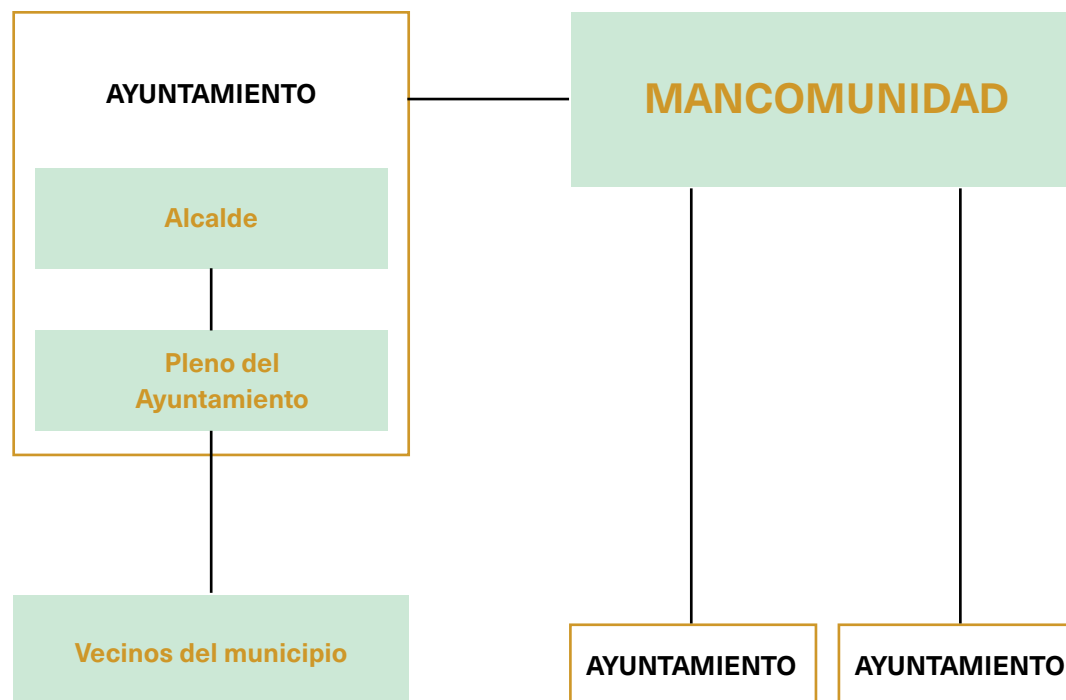 AYUNTAMIENTO
MANCOMUNIDAD
Alcalde
Pleno del
Ayuntamiento
Vecinos del municipio
AYUNTAMIENTO
AYUNTAMIENTO